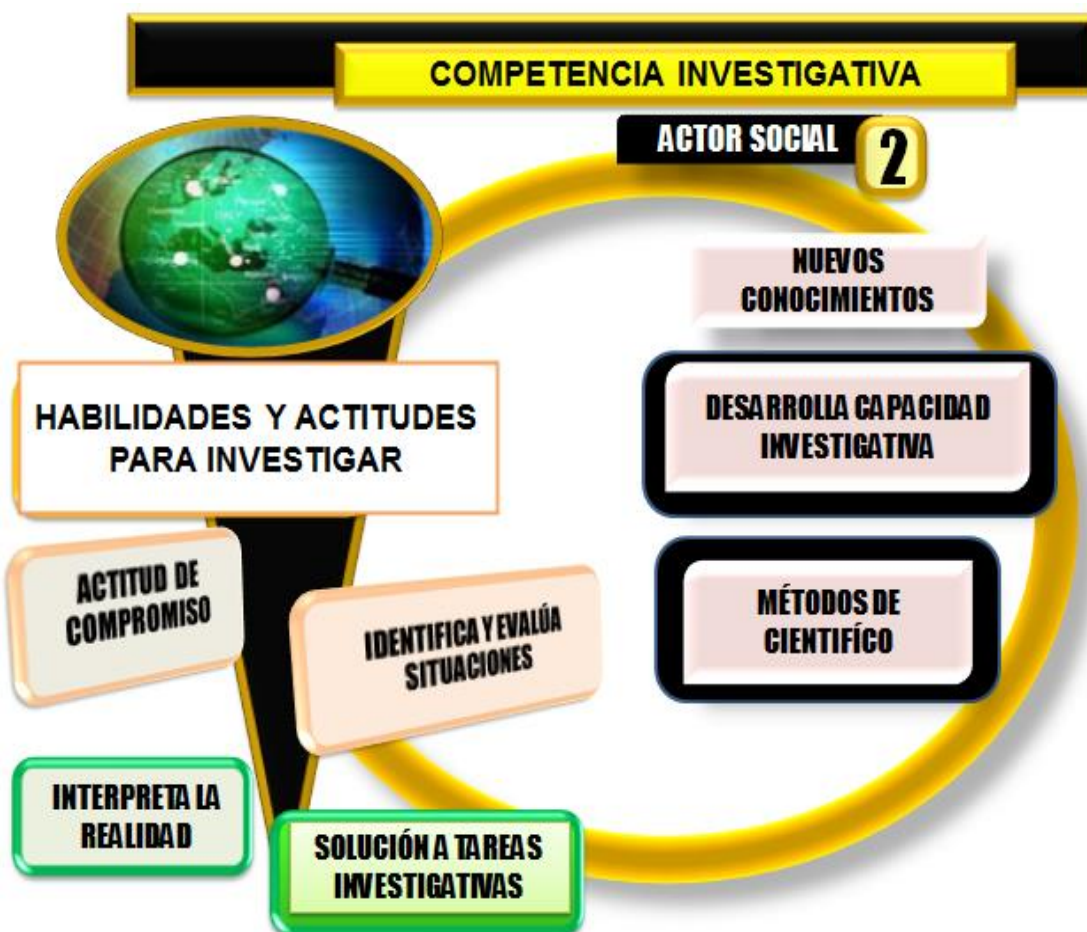 COMPETENCIA INVESTIGATIVA
ACTOR SOCIAL
2
NUEVOS
CONOCIMIENTOS
DESARROLLA CAPACIDAD
INVESTIGATIVA
MÉTODOS DE
CIENTIFÍCO
HABILIDADES Y ACTITUDES
PARA INVESTIGAR
ACTITUD DE
COMPROMISO
IDENTIFICA Y EVALÚA
SITUACIONES
INTERPRETA LA
REALIDAD
SOLUCIÓN A TAREAS
INVESTIGATIVAS